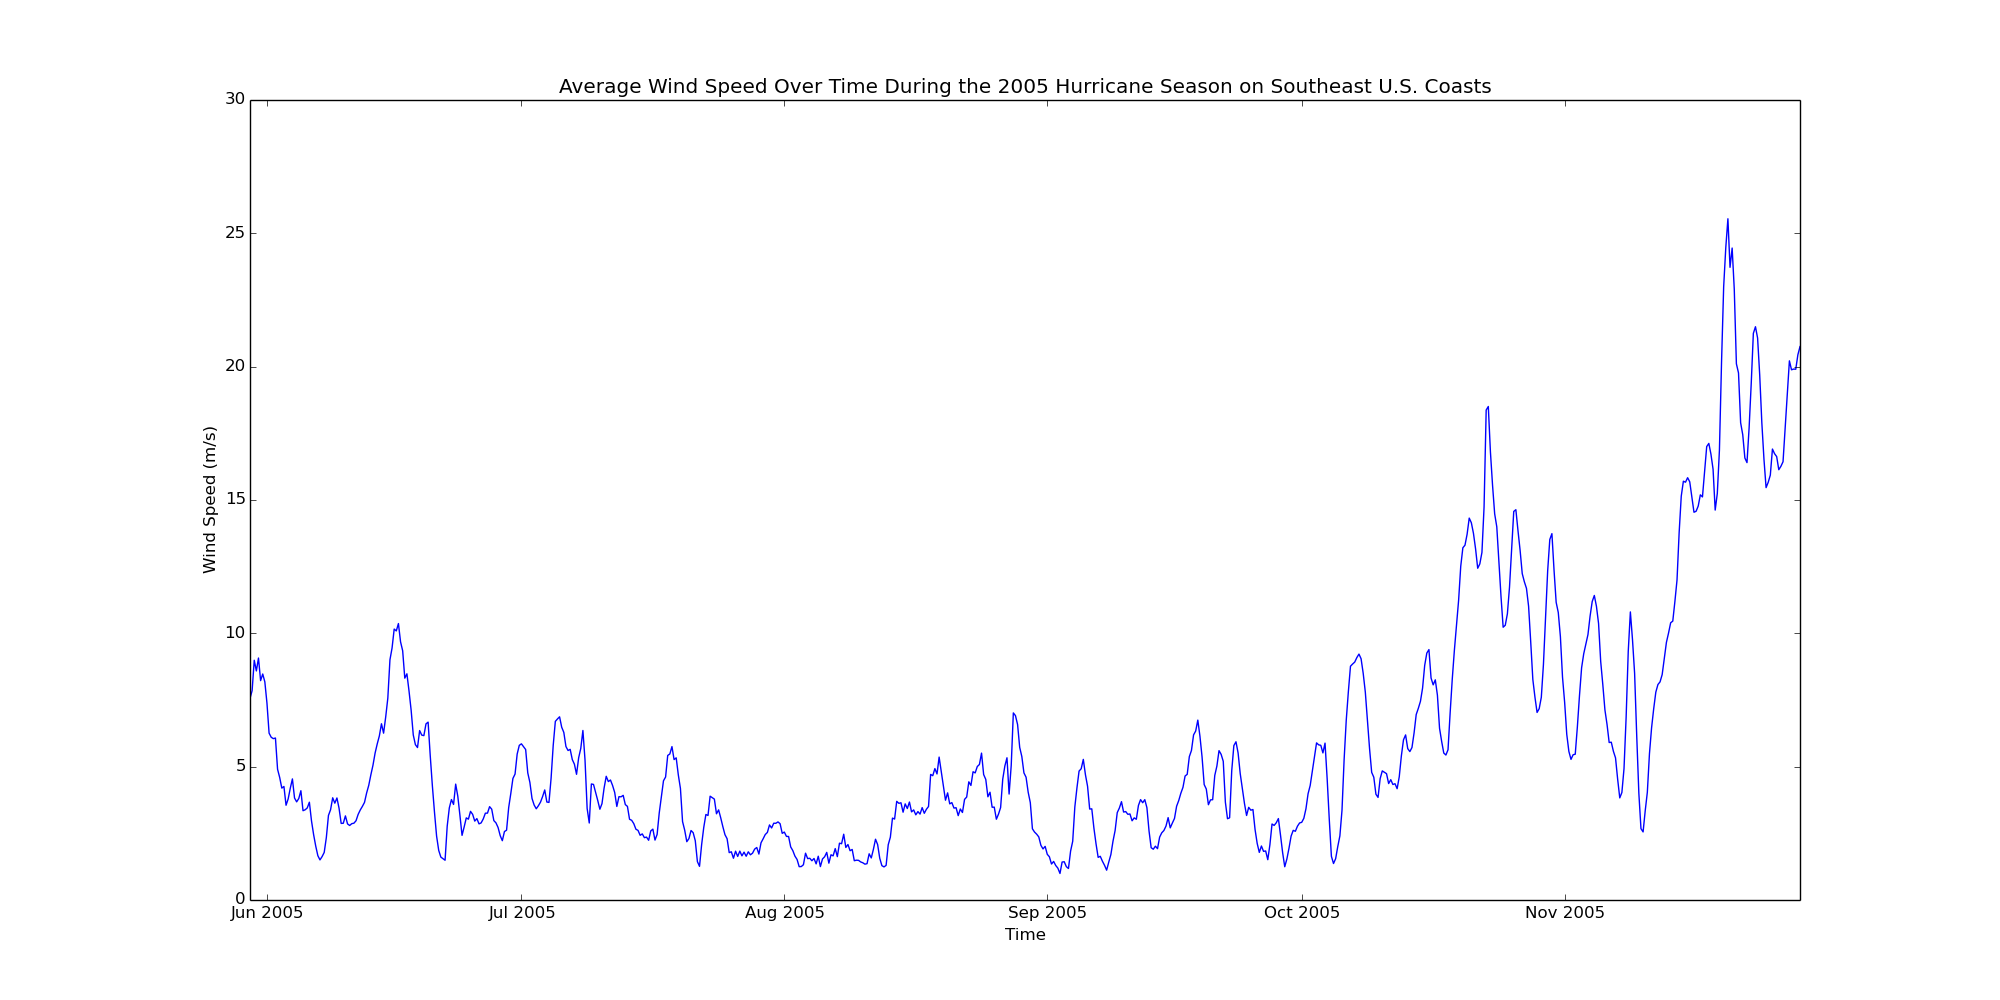 Average Wind Speed Over Time During the 2005 Hurricane Season on Southeast U.S. Coasts
30
25
20
15
10
5
0
Wind Speed (m/s)
Jun 2005 Jul 2005 Aug 2005 Sep 2005 Oct 2005 Nov 2005
Time